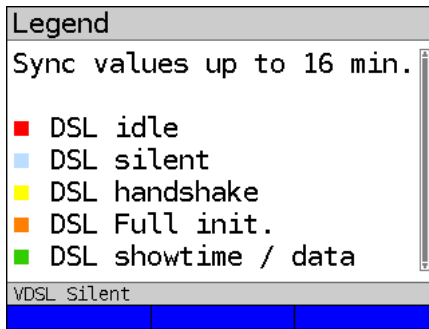 Legend
Sync values up to 16 min.
DSL idle
DSL silent
DSL handshake
DSL Full init.
DSL showtime / data
VDSL Silent